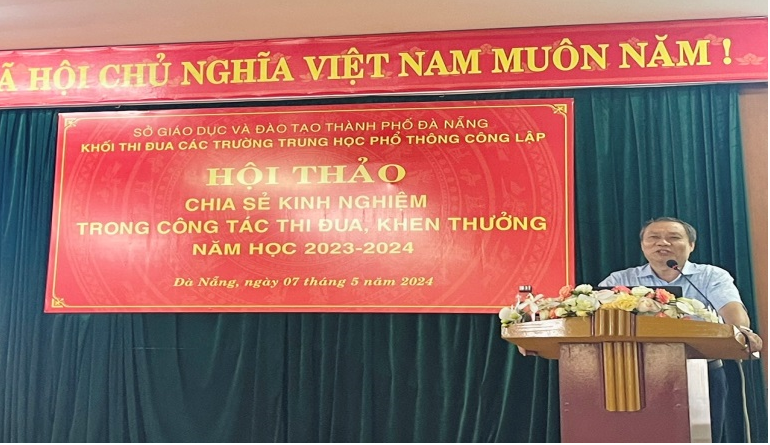 Ã HỘI CHỦ NGHĨA VIỆT NAM MUÔN NĂM !
SỞ GIÁO DỤC VÀ ĐÀO TẠO THÀNH PHỐ ĐÀ NẴNG
KHỐI THI ĐUA CÁC TRƯỜNG TRUNG HỌC PHỔ THÔNG CÔNG LẬP
HỘI THẢO
CHIA SẺ KINH NGHIỆM
TRONG CÔNG TÁC THI ĐUA, KHEN THƯỞNG
NĂM HỌC 2023-2024
Đà Nẵng, ngày 07 tháng 5 năm 2024